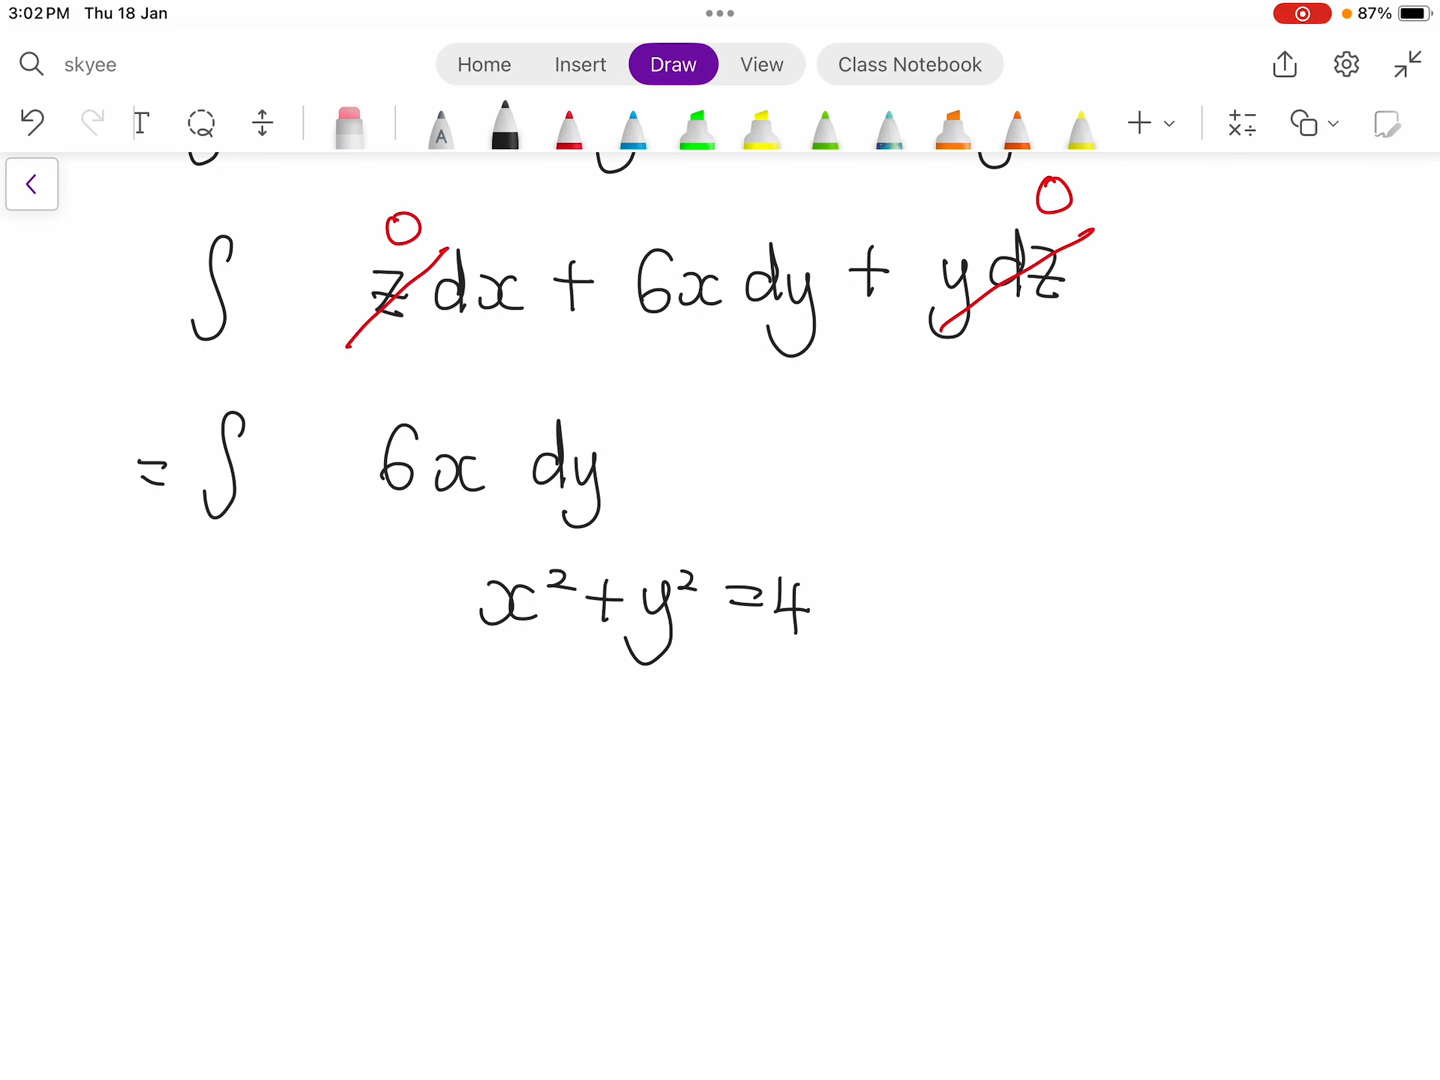 3:02 PM Thu 18 Jan 87%
skyee Home Insert Draw View Class Notebook
A
0 0
∫ z dx + 6x dy + y dz
= ∫ 6x dy
x² + y² = 4